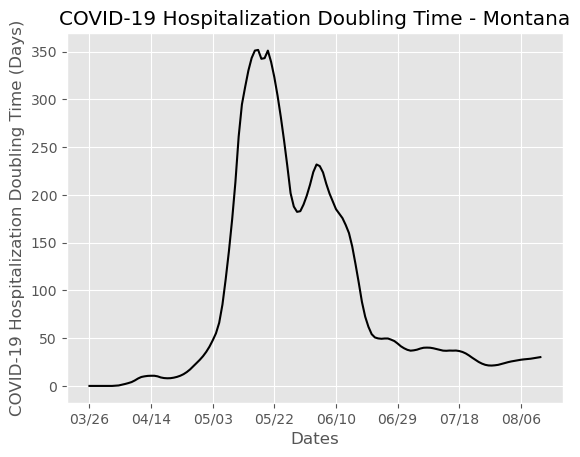 COVID-19 Hospitalization Doubling Time - Montana
COVID-19 Hospitalization Doubling Time (Days)
350
300
250
200
150
100
50
0
03/26 04/14 05/03 05/22 06/10 06/29 07/18 08/06
Dates